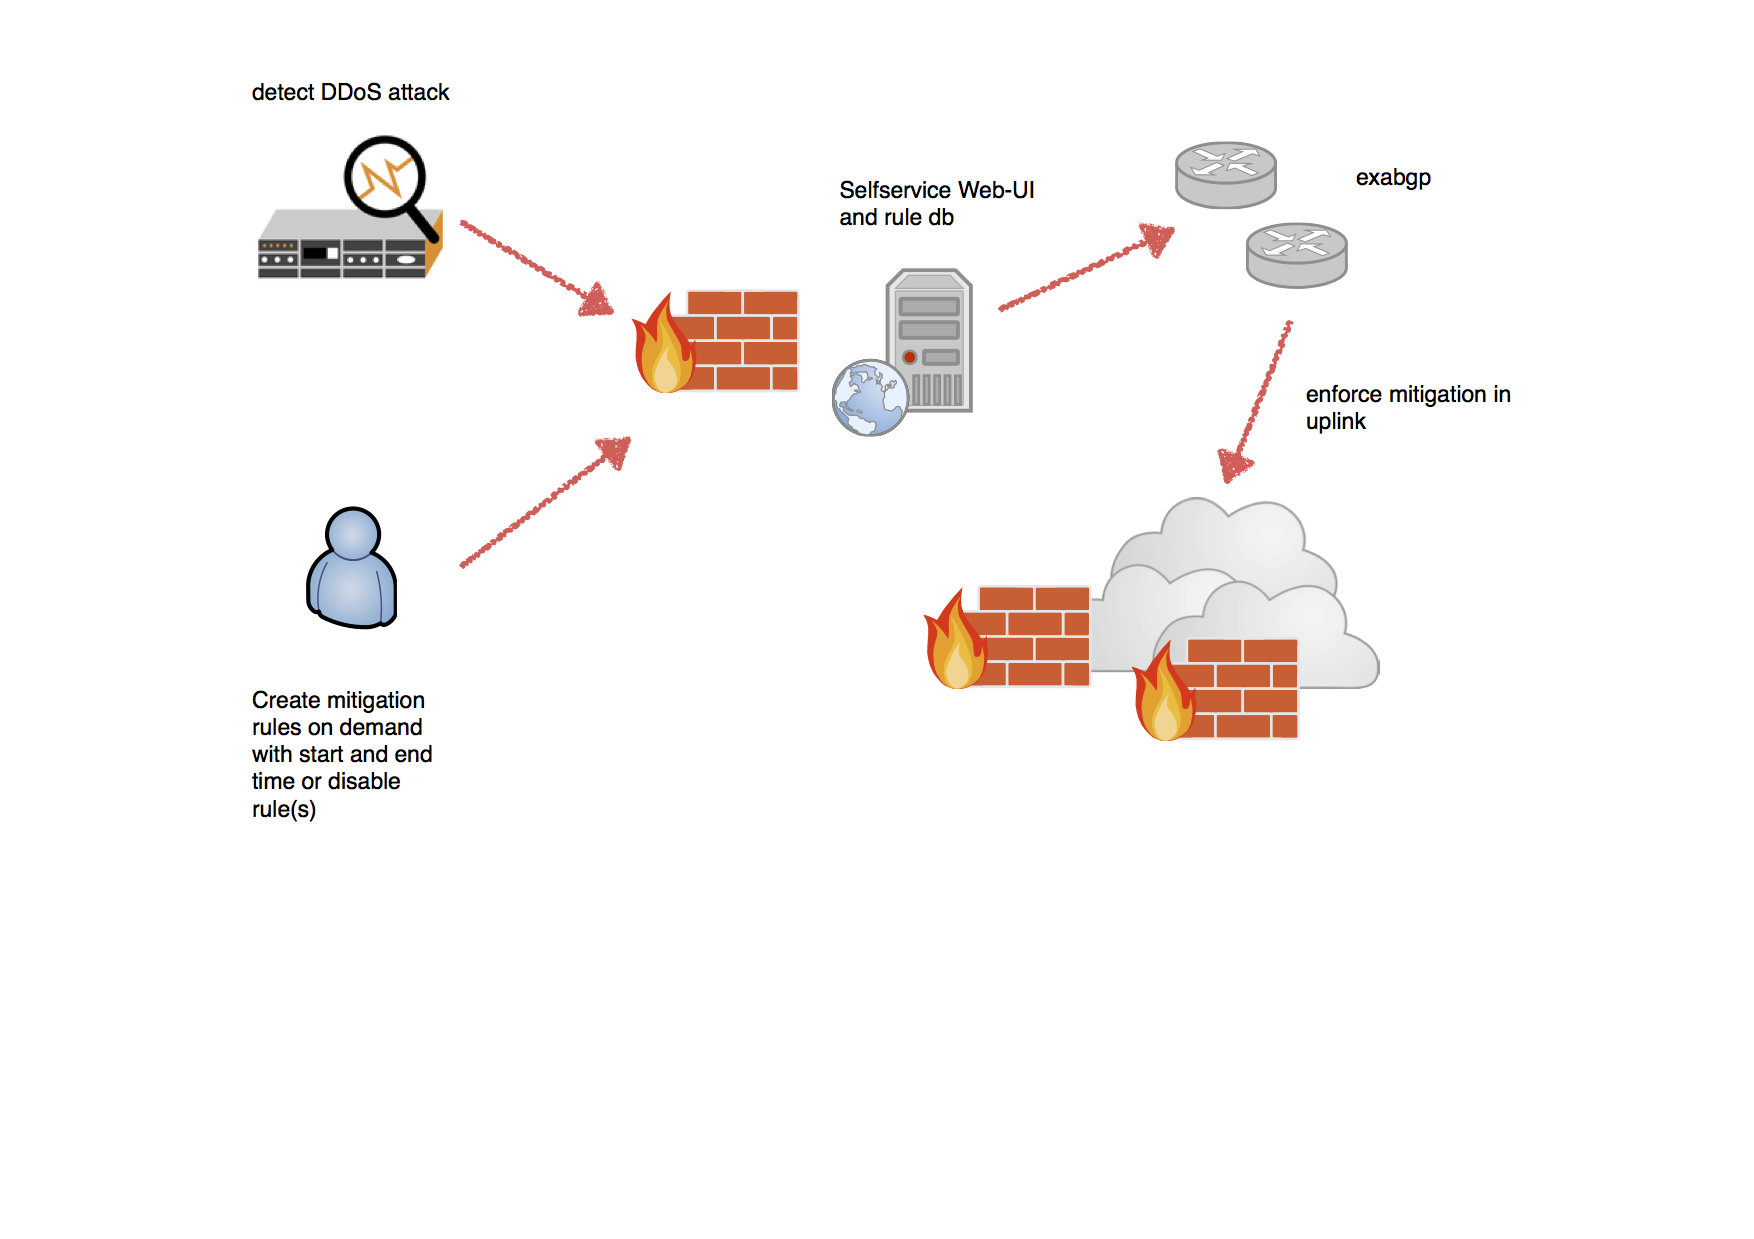 detect DDoS attack
Selfservice Web-UI
and rule db
exabgp
enforce mitigation in
uplink
Create mitigation
rules on demand
with start and end
time or disable
rule(s)